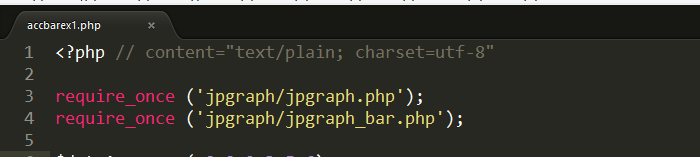 accbarex1.php ×
1 <?php // content="text/plain; charset=utf-8"
2
3 require_once ('jpgraph/jpgraph.php');
4 require_once ('jpgraph/jpgraph_bar.php');
5